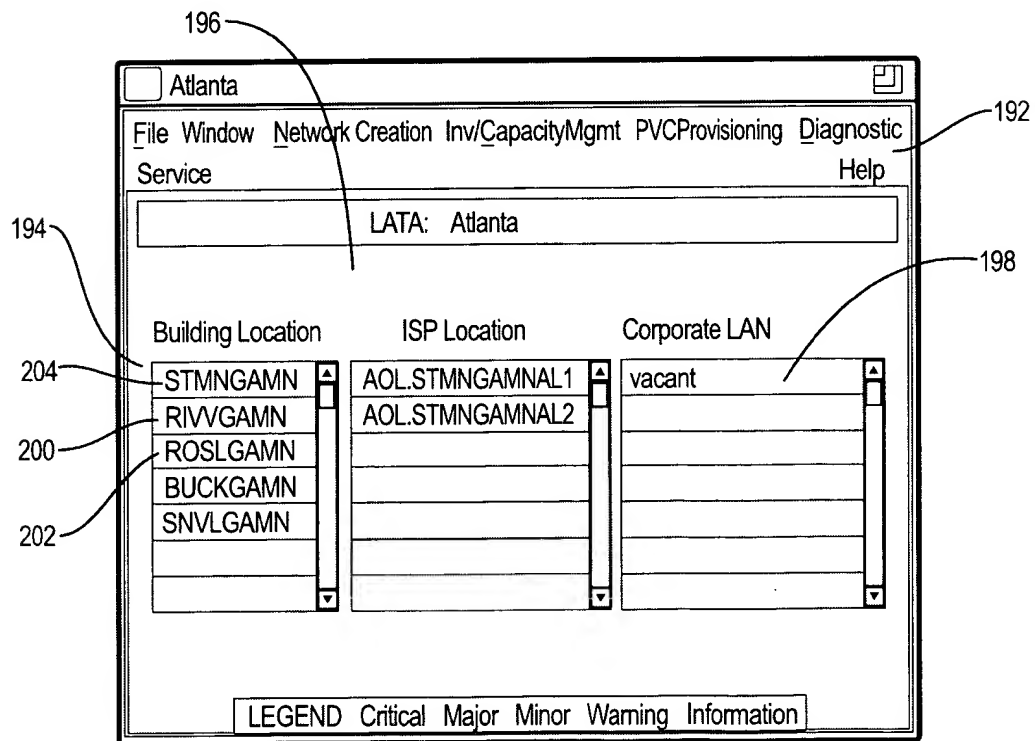 196
Atlanta
File Window Network Creation Inv/CapacityMgmt PVCProvisioning Diagnostic
192
Service Help
LATA: Atlanta
194
198
Building Location ISP Location Corporate LAN
204
STMNGAMN AOL.STMNGAMNAL1 vacant
RIVVGAMN AOL.STMNGAMNAL2
200
ROSLGAMN
BUCKGAMN
202
SNVLGAMN
LEGEND Critical Major Minor Warning Information